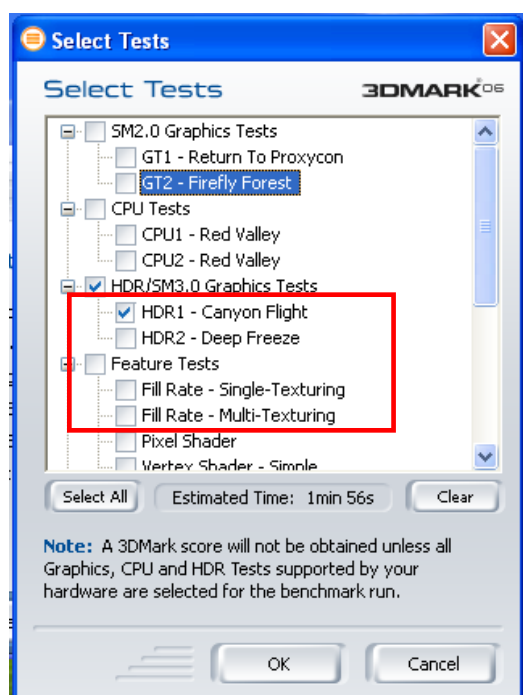 Select Tests
Select Tests 3DMARK06
SM2.0 Graphics Tests
GT1 - Return To Proxycon
GT2 - Firefly Forest
CPU Tests
CPU1 - Red Valley
CPU2 - Red Valley
HDR/SM3.0 Graphics Tests
HDR1 - Canyon Flight
HDR2 - Deep Freeze
Feature Tests
Fill Rate - Single-Texturing
Fill Rate - Multi-Texturing
Pixel Shader
Vertex Shader - Simple
Select All Estimated Time: 1min 56s Clear
Note: A 3DMark score will not be obtained unless all
Graphics, CPU and HDR Tests supported by your
hardware are selected for the benchmark run.
OK Cancel